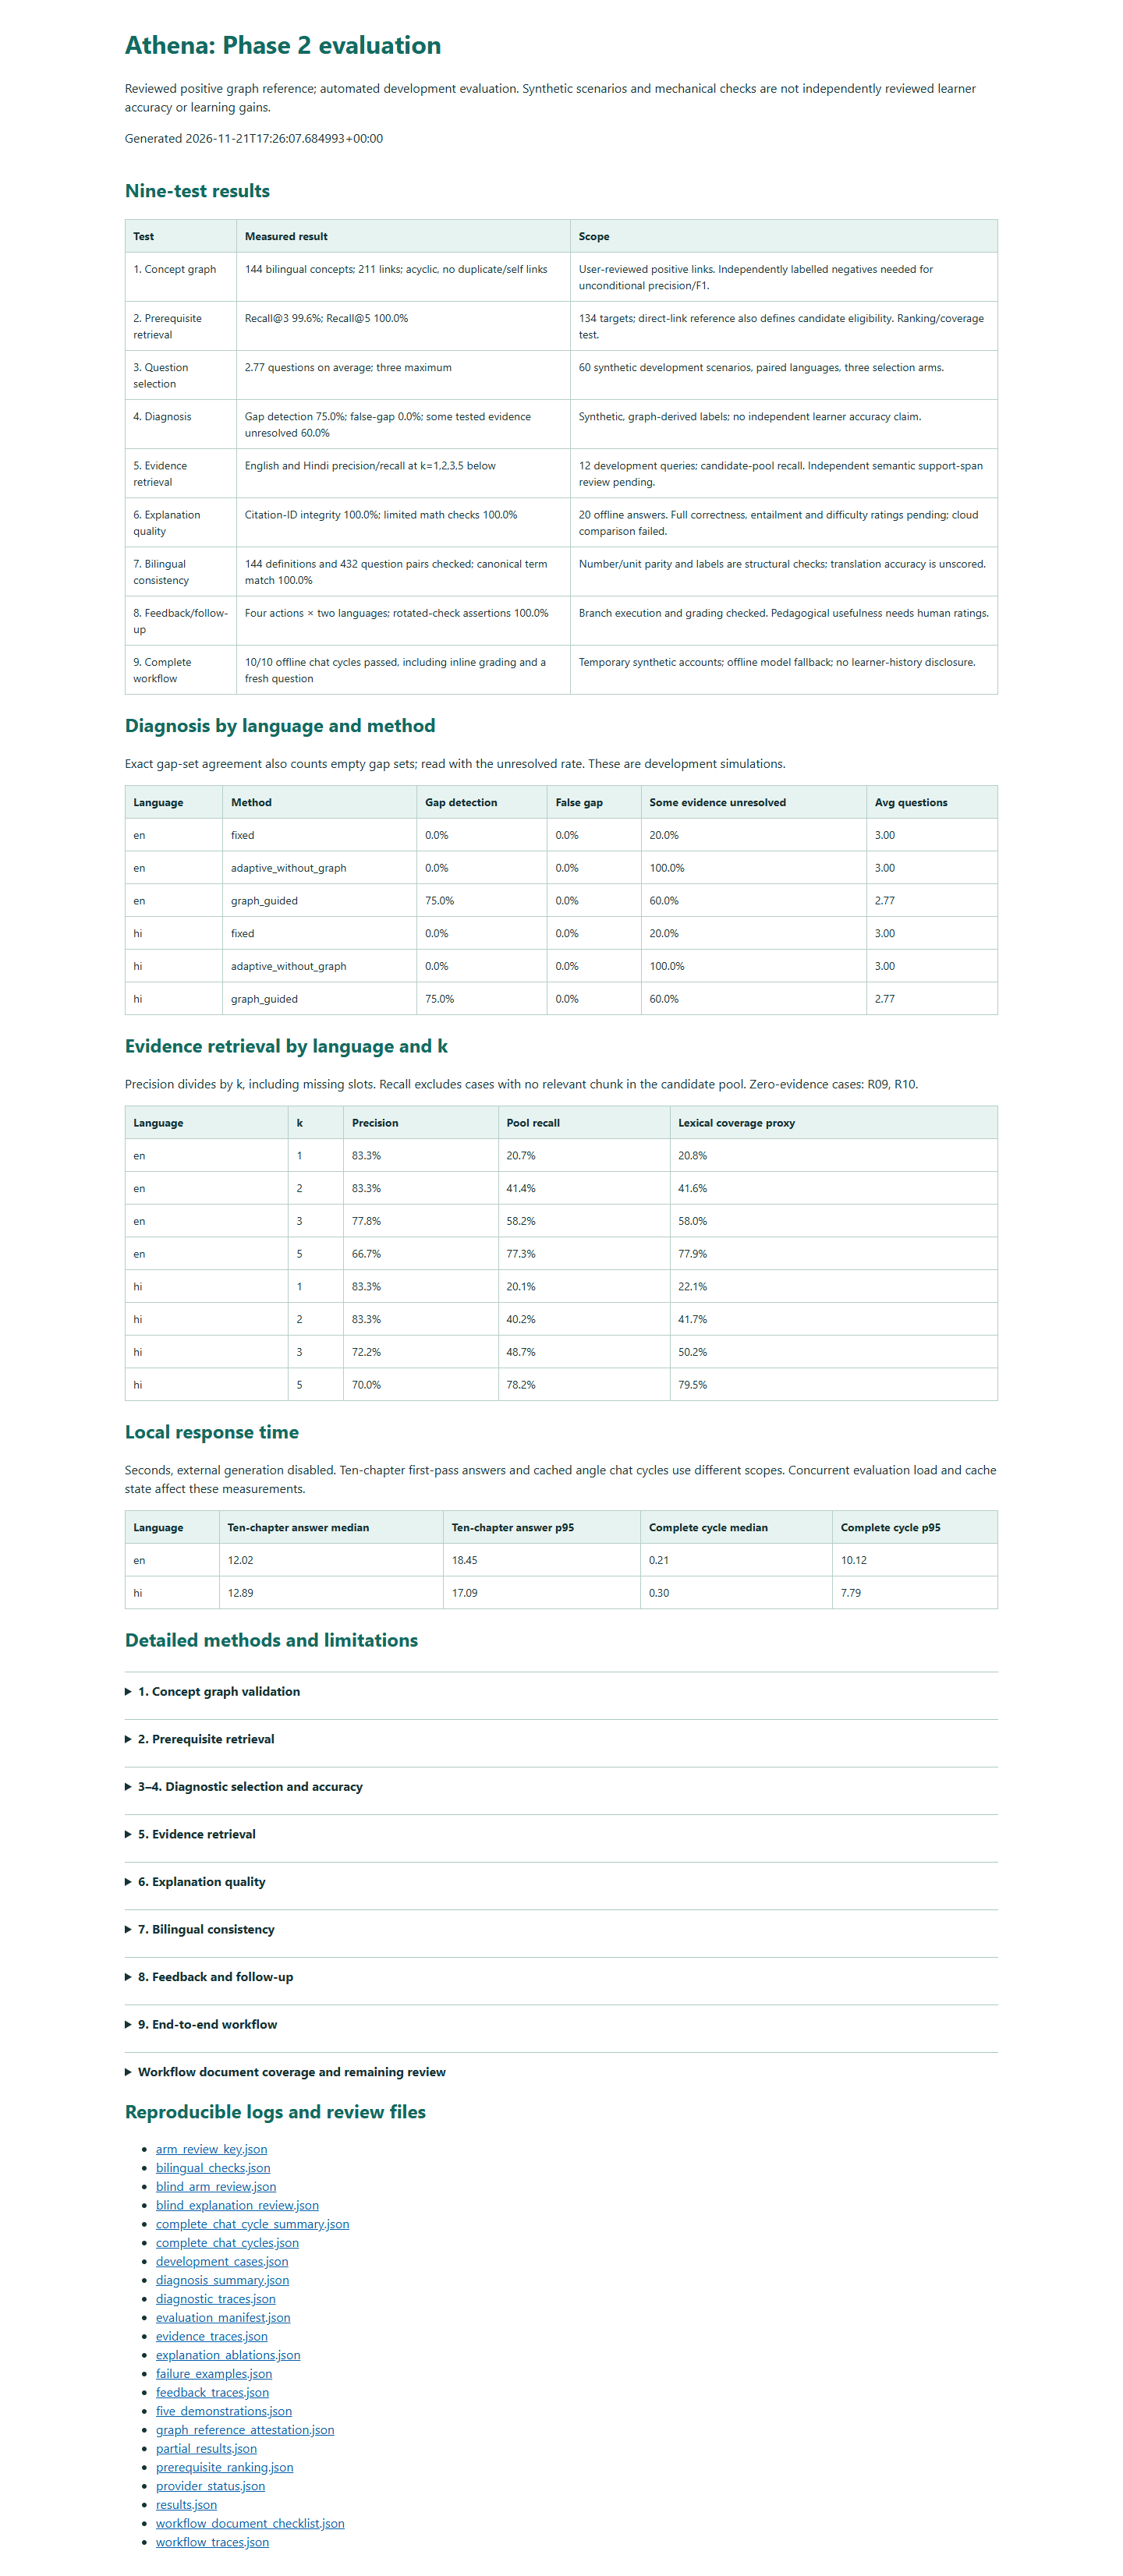 Athena: Phase 2 evaluation
Reviewed positive graph reference; automated development evaluation. Synthetic scenarios and mechanical checks are not independently reviewed learner
accuracy or learning gains.
Generated 2026-11-21T17:26:07.684993+00:00
Nine-test results
Test Measured result Scope
1. Concept graph 144 bilingual concepts; 211 links; acyclic, no duplicate/self links User-reviewed positive links. Independently labelled negatives needed for
unconditional precision/F1.
2. Prerequisite Recall@3 99.6%; Recall@5 100.0% 134 targets; direct-link reference also defines candidate eligibility. Ranking/coverage
retrieval test.
3. Question 2.77 questions on average; three maximum 60 synthetic development scenarios, paired languages, three selection arms.
selection
4. Diagnosis Gap detection 75.0%; false-gap 0.0%; some tested evidence Synthetic, graph-derived labels; no independent learner accuracy claim.
unresolved 60.0%
5. Evidence English and Hindi precision/recall at k=1,2,3,5 below 12 development queries; candidate-pool recall. Independent semantic support-span
retrieval review pending.
6. Explanation Citation-ID integrity 100.0%; limited math checks 100.0% 20 offline answers. Full correctness, entailment and difficulty ratings pending; cloud
quality comparison failed.
7. Bilingual 144 definitions and 432 question pairs checked; canonical term Number/unit parity and labels are structural checks; translation accuracy is unscored.
consistency match 100.0%
8. Feedback/follow- Four actions × two languages; rotated-check assertions 100.0% Branch execution and grading checked. Pedagogical usefulness needs human ratings.
up
9. Complete 10/10 offline chat cycles passed, including inline grading and a Temporary synthetic accounts; offline model fallback; no learner-history disclosure.
workflow fresh question
Diagnosis by language and method
Exact gap-set agreement also counts empty gap sets; read with the unresolved rate. These are development simulations.
Language Method Gap detection False gap Some evidence unresolved Avg questions
en fixed 0.0% 0.0% 20.0% 3.00
en adaptive_without_graph 0.0% 0.0% 100.0% 3.00
en graph_guided 75.0% 0.0% 60.0% 2.77
hi fixed 0.0% 0.0% 20.0% 3.00
hi adaptive_without_graph 0.0% 0.0% 100.0% 3.00
hi graph_guided 75.0% 0.0% 60.0% 2.77
Evidence retrieval by language and k
Precision divides by k, including missing slots. Recall excludes cases with no relevant chunk in the candidate pool. Zero-evidence cases: R09, R10.
Language k Precision Pool recall Lexical coverage proxy
en 1 83.3% 20.7% 20.8%
en 2 83.3% 41.4% 41.6%
en 3 77.8% 58.2% 58.0%
en 5 66.7% 77.3% 77.9%
hi 1 83.3% 20.1% 22.1%
hi 2 83.3% 40.2% 41.7%
hi 3 72.2% 48.7% 50.2%
hi 5 70.0% 78.2% 79.5%
Local response time
Seconds, external generation disabled. Ten-chapter first-pass answers and cached angle chat cycles use different scopes. Concurrent evaluation load and cache
state affect these measurements.
Language Ten-chapter answer median Ten-chapter answer p95 Complete cycle median Complete cycle p95
en 12.02 18.45 0.21 10.12
hi 12.89 17.09 0.30 7.79
Detailed methods and limitations
▶ 1. Concept graph validation
▶ 2. Prerequisite retrieval
▶ 3–4. Diagnostic selection and accuracy
▶ 5. Evidence retrieval
▶ 6. Explanation quality
▶ 7. Bilingual consistency
▶ 8. Feedback and follow-up
▶ 9. End-to-end workflow
▶ Workflow document coverage and remaining review
Reproducible logs and review files
• arm_review_key.json
• bilingual_checks.json
• blind_arm_review.json
• blind_explanation_review.json
• complete_chat_cycle_summary.json
• complete_chat_cycles.json
• development_cases.json
• diagnosis_summary.json
• diagnostic_traces.json
• evaluation_manifest.json
• evidence_traces.json
• explanation_ablations.json
• failure_examples.json
• feedback_traces.json
• five_demonstrations.json
• graph_reference_attestation.json
• partial_results.json
• prerequisite_ranking.json
• provider_status.json
• results.json
• workflow_document_checklist.json
• workflow_traces.json